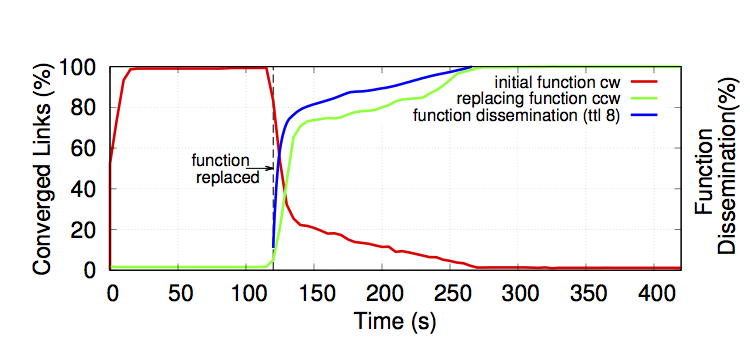 Converged Links (%)
100
80
60
40
20
0
initial function cw
replacing function ccw
function dissemination (ttl 8)
function
replaced
0 50 100 150 200 250 300 350 400
Time (s)
Function
Dissemination(%)